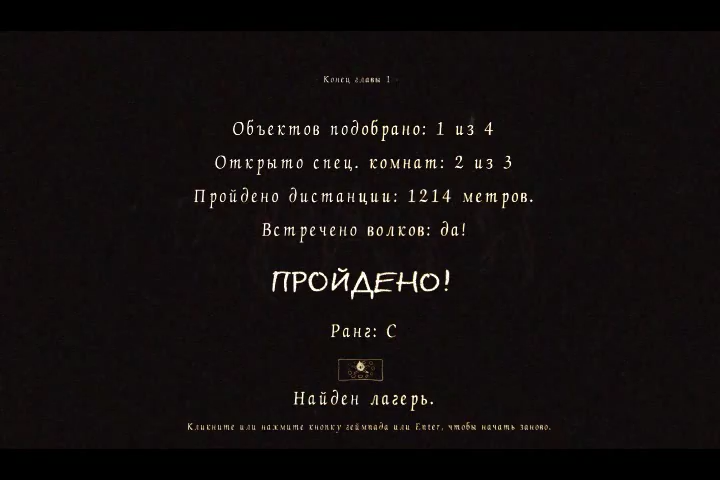 Конец главы 1
Объектов подобрано: 1 из 4
Открыто спец. комнат: 2 из 3
Пройдено дистанции: 1214 метров.
Встречено волков: да!
ПРОЙДЕНО!
Ранг: С
Найден лагерь.
Кликните или нажмите кнопку геймпада или Enter, чтобы начать заново.